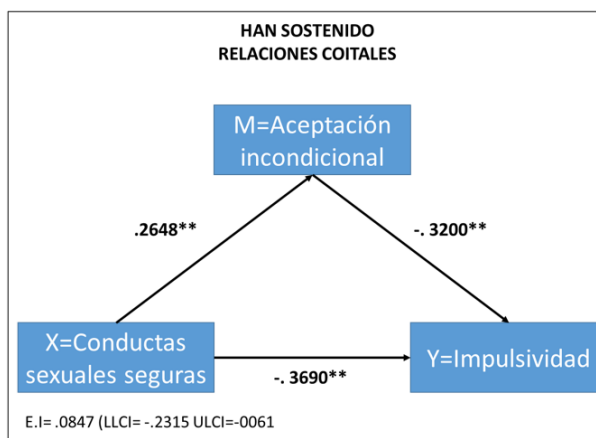 HAN SOSTENIDO
RELACIONES COITALES
M=Aceptación
incondicional
.2648**
-. 3200**
X=Conductas
sexuales seguras
-. 3690**
Y=Impulsividad
E.I= .0847 (LLCI= -.2315 ULCI=-0061